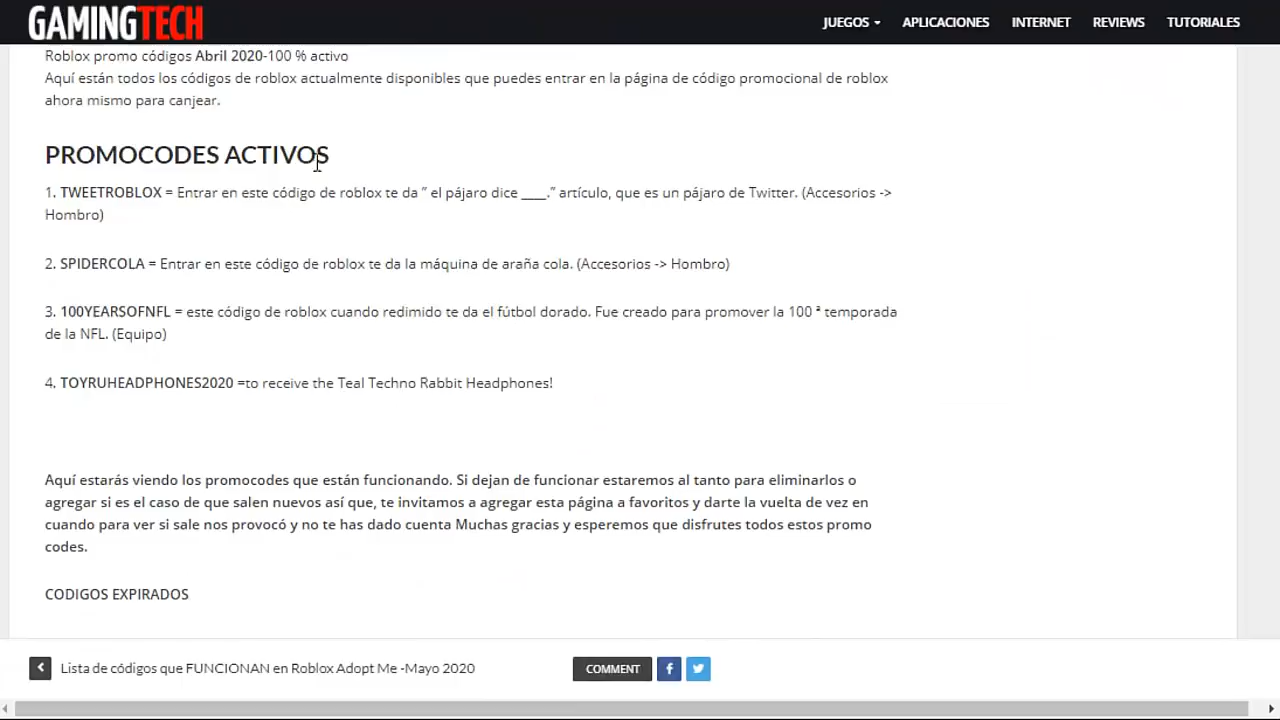 GAMINGTECH
JUEGOS APLICACIONES INTERNET REVIEWS TUTORIALES
Roblox promo códigos Abril 2020-100 % activo
Aquí están todos los códigos de roblox actualmente disponibles que puedes entrar en la página de código promocional de roblox
ahora mismo para canjear.
PROMOCODES ACTIVOS
1. TWEETROBLOX = Entrar en este código de roblox te da " el pájaro dice ____." artículo, que es un pájaro de Twitter. (Accesorios ->
Hombro)
2. SPIDERCOLA = Entrar en este código de roblox te da la máquina de araña cola. (Accesorios -> Hombro)
3. 100YEARSOFNFL = este código de roblox cuando redimido te da el fútbol dorado. Fue creado para promover la 100 ª temporada
de la NFL. (Equipo)
4. TOYRUHEADPHONES2020 =to receive the Teal Techno Rabbit Headphones!
Aquí estarás viendo los promocodes que están funcionando. Si dejan de funcionar estaremos al tanto para eliminarlos o
agregar si es el caso de que salen nuevos así que, te invitamos a agregar esta página a favoritos y darte la vuelta de vez en
cuando para ver si sale nos provocó y no te has dado cuenta Muchas gracias y esperemos que disfrutes todos estos promo
codes.
CODIGOS EXPIRADOS
Lista de códigos que FUNCIONAN en Roblox Adopt Me -Mayo 2020
COMMENT